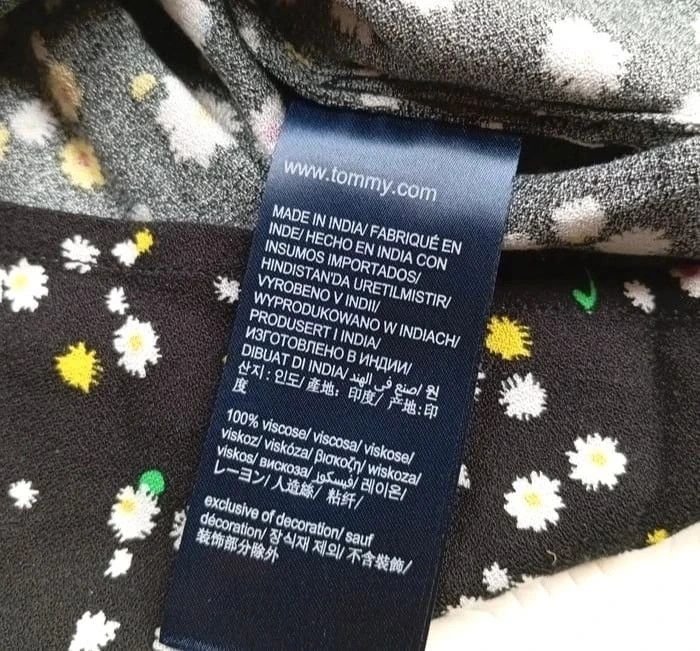 www.tommy.com
MADE IN INDIA/ FABRIQUÉ EN
INDE/ HECHO EN INDIA CON
INSUMOS IMPORTADOS/
HINDISTAN'DA URETILMISTIR/
VYROBENO V INDII/
WYPRODUKOWANO W INDIACH/
PRODUSERT I INDIA/
ИЗГОТОВЛЕНО В ИНДИИ/
DIBUAT DI INDIA/ صنع في الهند/ 원
산지: 인도/ 產地: 印度/ 产地: 印
度
100% viscose/ viscosa/ viskose/
viskoz/ viskóza/ βισκοζη/ wiskoza/
viskos/ вискоза/ فيسكوز/ 레이온/
レーヨン/ 人造絲/ 粘纤/
exclusive of decoration/ sauf
décoration/ 장식재 제외/ 不含裝飾/
装饰部分除外